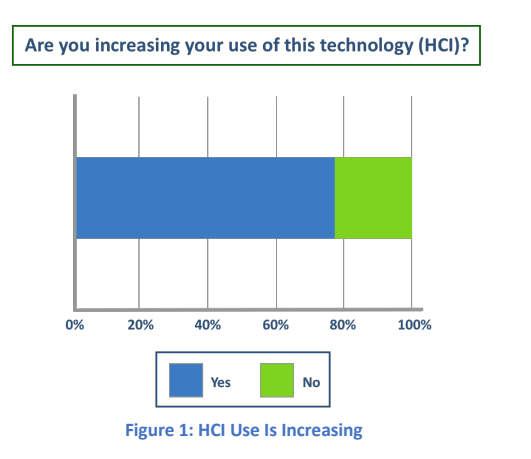 Are you increasing your use of this technology (HCI)?
0% 20% 40% 60% 80% 100%
Yes No
Figure 1: HCI Use Is Increasing